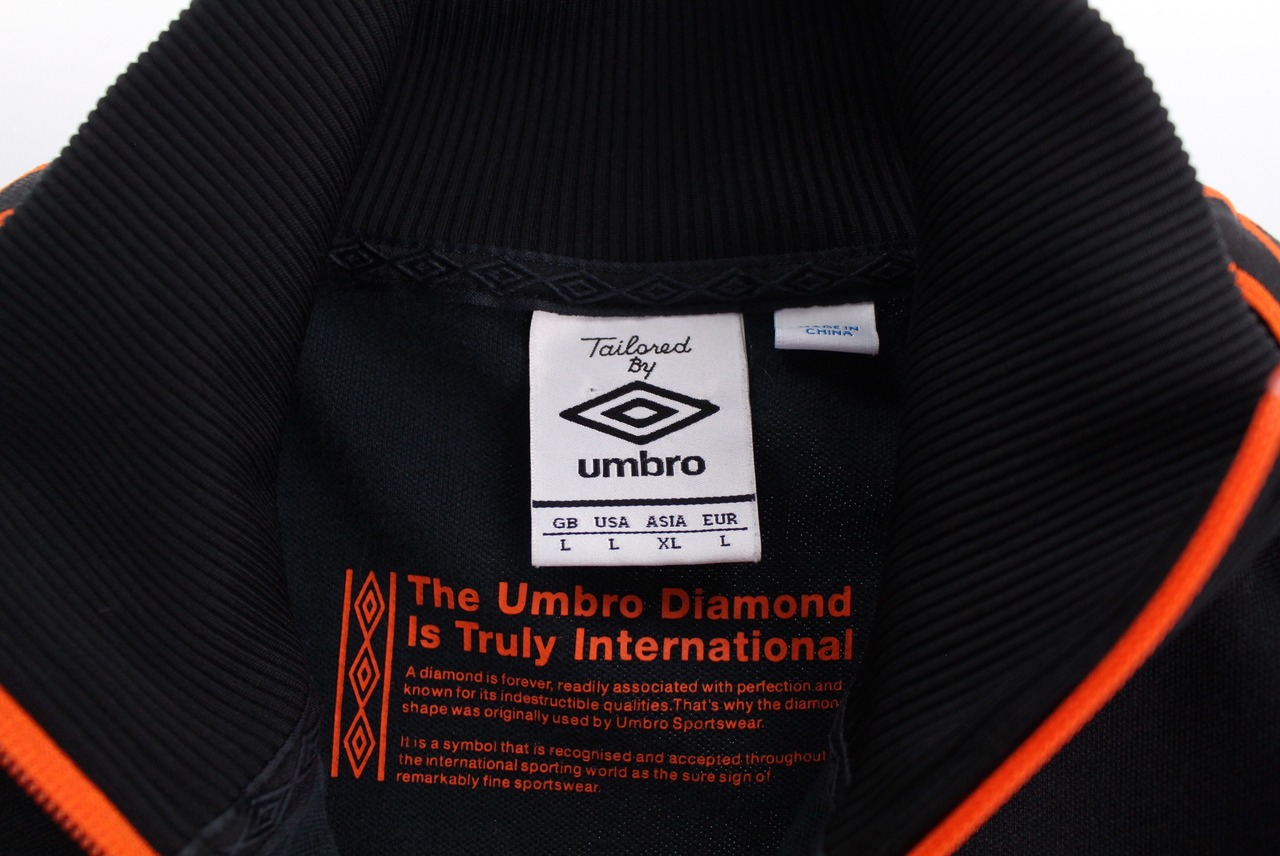 Tailored
By
umbro
GB USA ASIA EUR
L L XL L
IN
CHINA
The Umbro Diamond
Is Truly International
A diamond is forever, readily associated with perfection and
known for its indestructible qualities. That's why the
shape was originally used by Umbro Sportswear.
It is a symbol that is recognised and accepted throughout
the international sporting world as the sure sign of
remarkably fine sportswear.